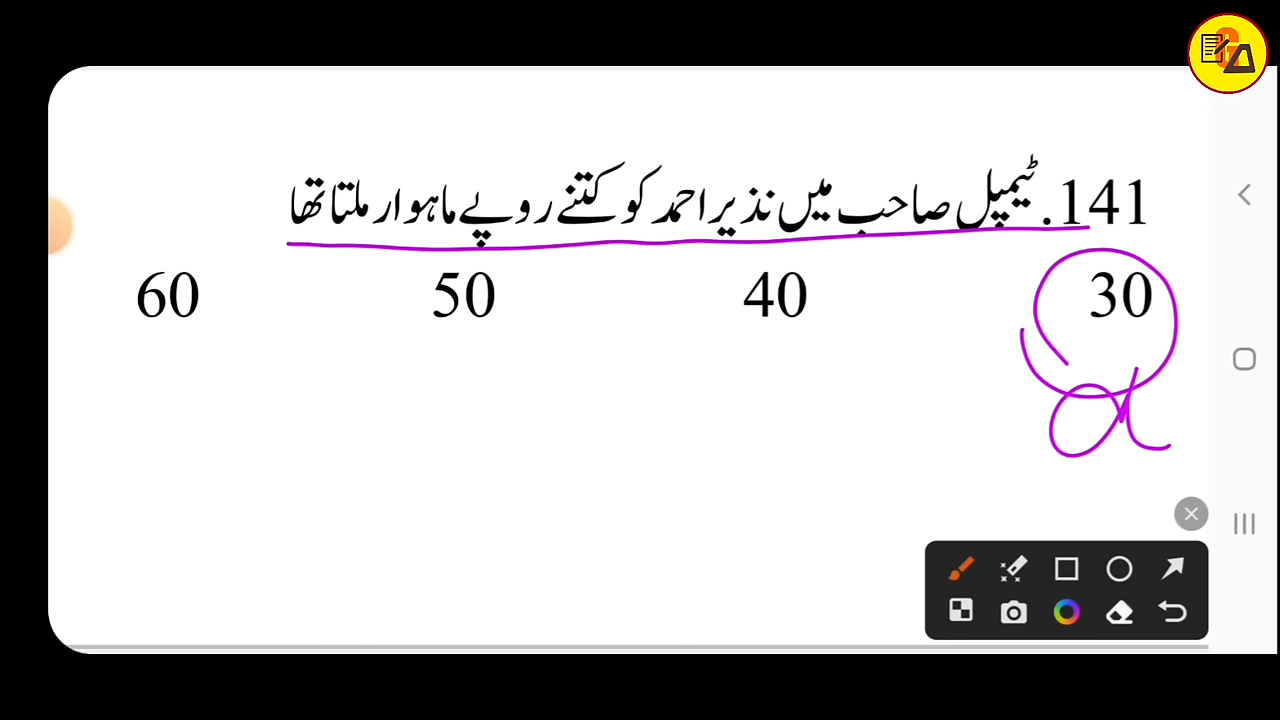 141. ٹیمپل صاحب میں نذیر احمد کو کتنے روپے ماہوار ملتا تھا
30 40 50 60
a